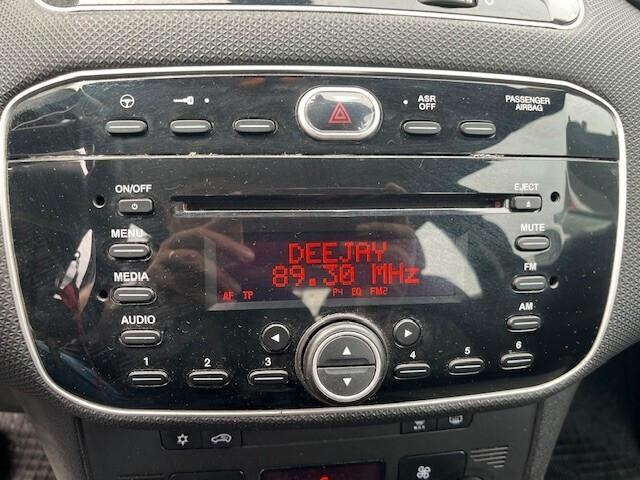 ASR OFF
PASSENGER AIRBAG
ON/OFF
EJECT
MENU
MUTE
DEEJAY
89.30 MHz
MEDIA
FM
AF TP P4 EQ FM2
AUDIO
AM
1 2 3 4 5 6